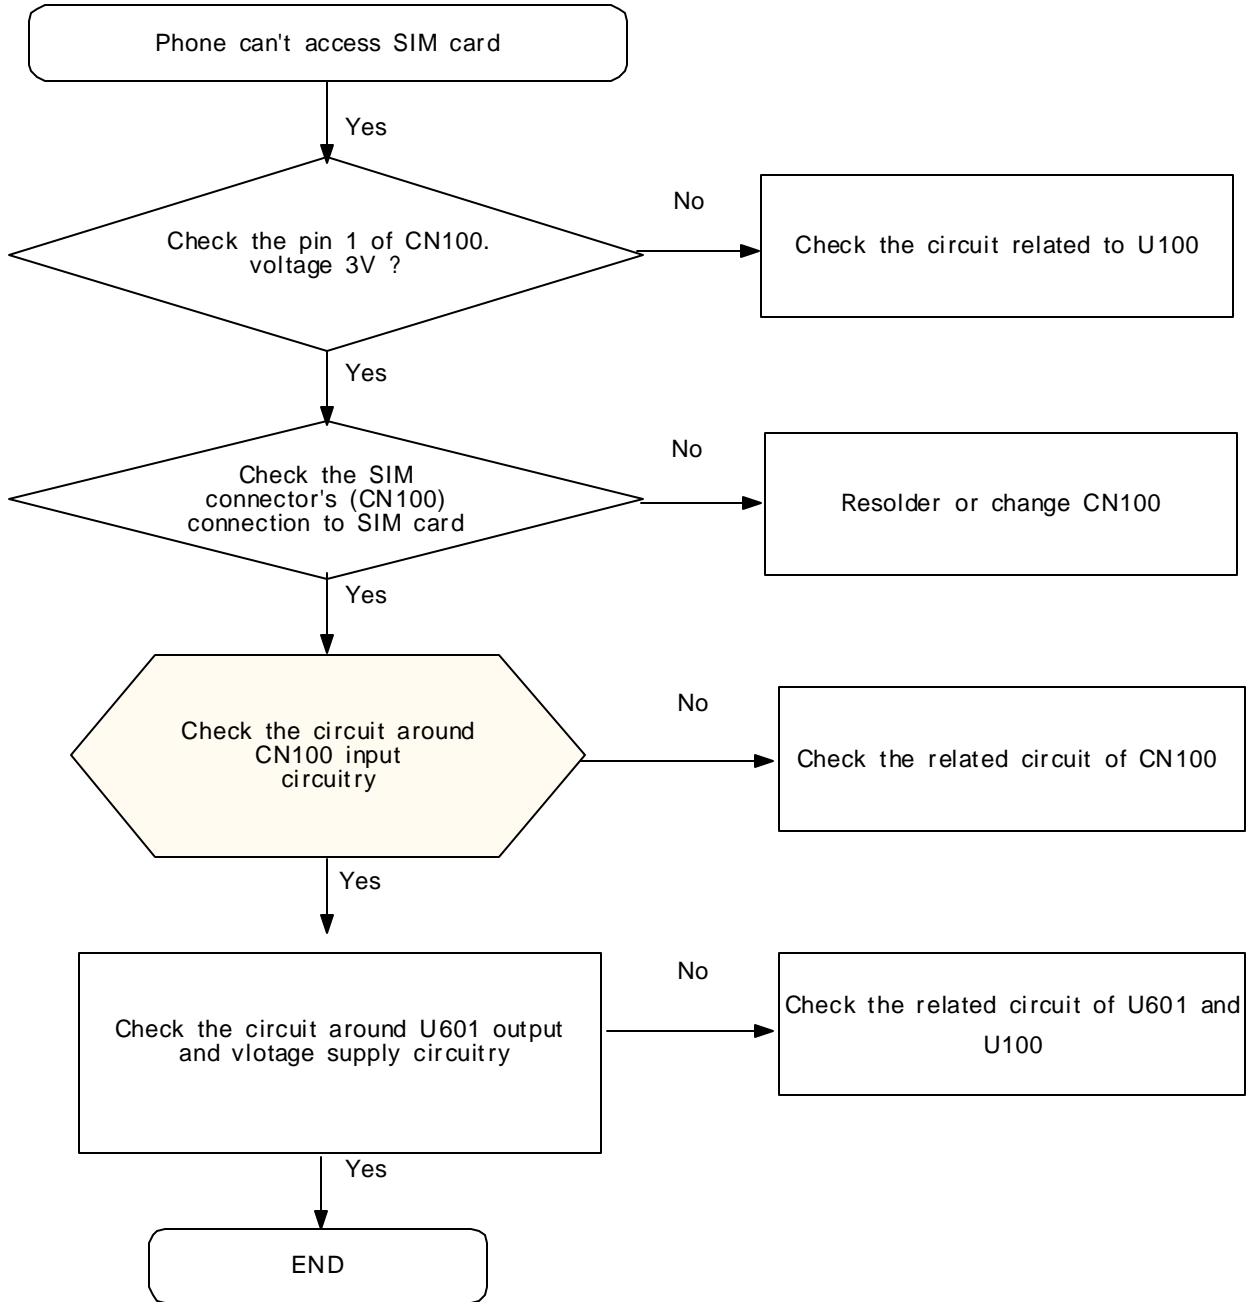 Phone can't access SIM card
Yes
Check the pin 1 of CN100.
voltage 3V ?
No
Check the circuit related to U100
Yes
Check the SIM
connector's (CN100)
connection to SIM card
No
Resolder or change CN100
Yes
Check the circuit around
CN100 input
circuitry
No
Check the related circuit of CN100
Yes
Check the circuit around U601 output
and vlotage supply circuitry
No
Check the related circuit of U601 and
U100
Yes
END